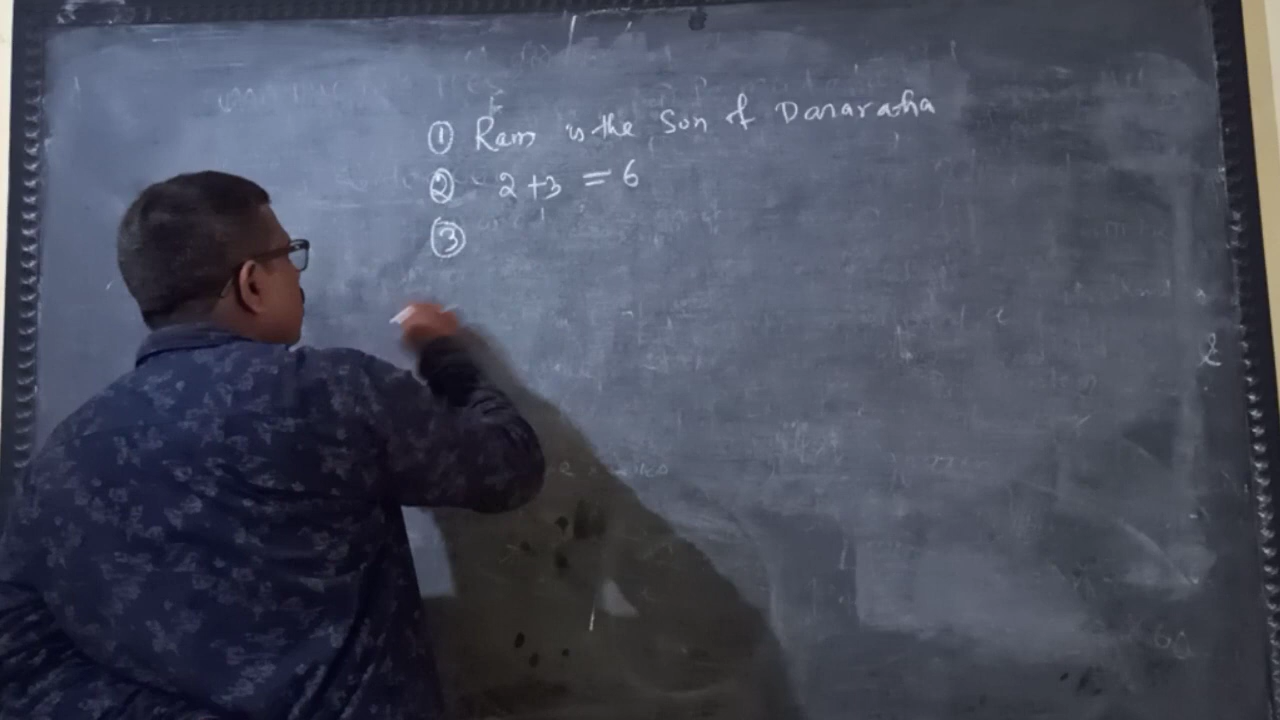 ① Ram is the Son of Dasaratha
② 2+3 = 6
③